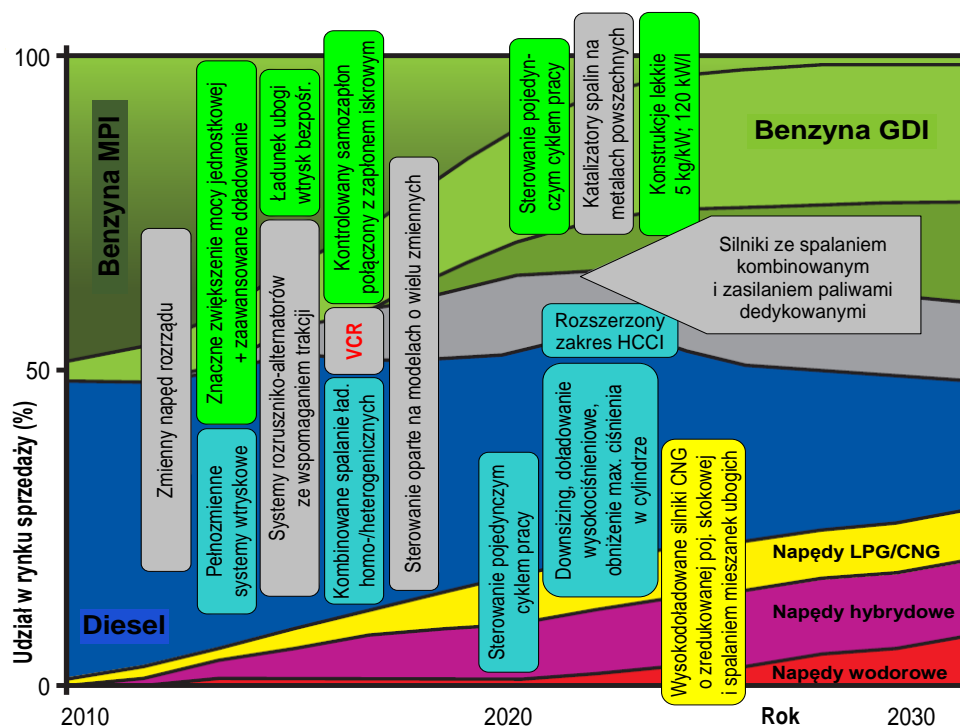 Udział w rynku sprzedaży (%)
100
50
0
2010
2020
Rok
2030
Benzyna MPI
Diesel
Zmienny napęd rozrządu
Znaczne zwiększenie mocy jednostkowej
+ zaawansowane doładowanie
Pełnozmienne
systemy wtryskowe
Ładunek ubogi
wtrysk bezpośr.
Systemy rozruszniko-alternatorów
ze wspomaganiem trakcji
Kontrolowany samozapłon
połączony z zapłonem iskrowym
VCR
Kombinowane spalanie ład.
homo-/heterogenicznych
Sterowanie oparte na modelach o wielu zmiennych
Sterowanie pojedyn-
czym cyklem pracy
Katalizatory spalin na
metalach powszechnych
Konstrukcje lekkie
5 kg/kW; 120 kW/l
Benzyna GDI
Silniki ze spalaniem
kombinowanym
i zasilaniem paliwami
dedykowanymi
Rozszerzony
zakres HCCI
Sterowanie pojedynczym
cyklem pracy
Downsizing, doładowanie
wysokociśnieniowe,
obniżenie max. ciśnienia
w cylindrze
Wysokodoładowane silniki CNG
o zredukowanej poj. skokowej
i spalaniem mieszanek ubogich
Napędy LPG/CNG
Napędy hybrydowe
Napędy wodorowe